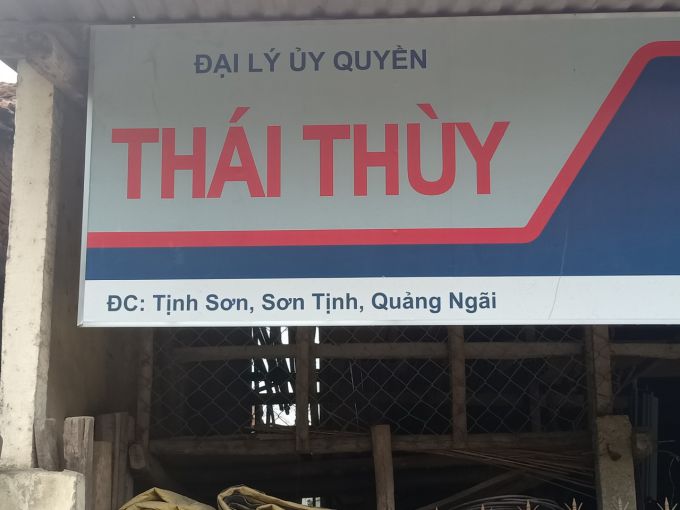 ĐẠI LÝ ỦY QUYỀN
THÁI THÙY
ĐC: Tịnh Sơn, Sơn Tịnh, Quảng Ngãi